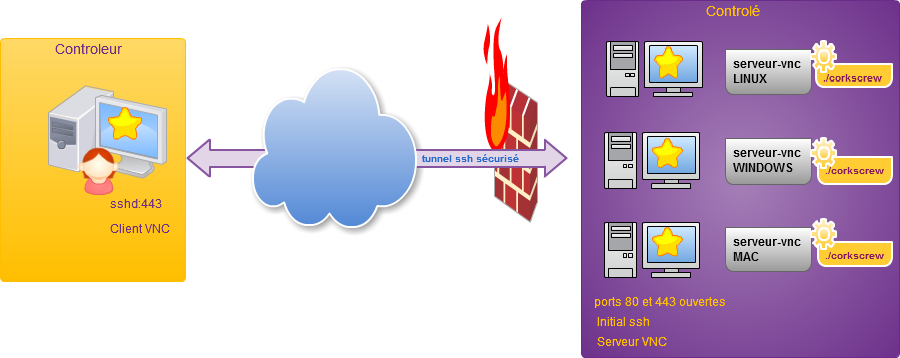 Controlé
Controleur
serveur-vnc
LINUX
./corkscrew
tunnel ssh sécurisé
serveur-vnc
WINDOWS
./corkscrew
sshd:443
Client VNC
serveur-vnc
MAC
./corkscrew
ports 80 et 443 ouvertes
Initial ssh
Serveur VNC